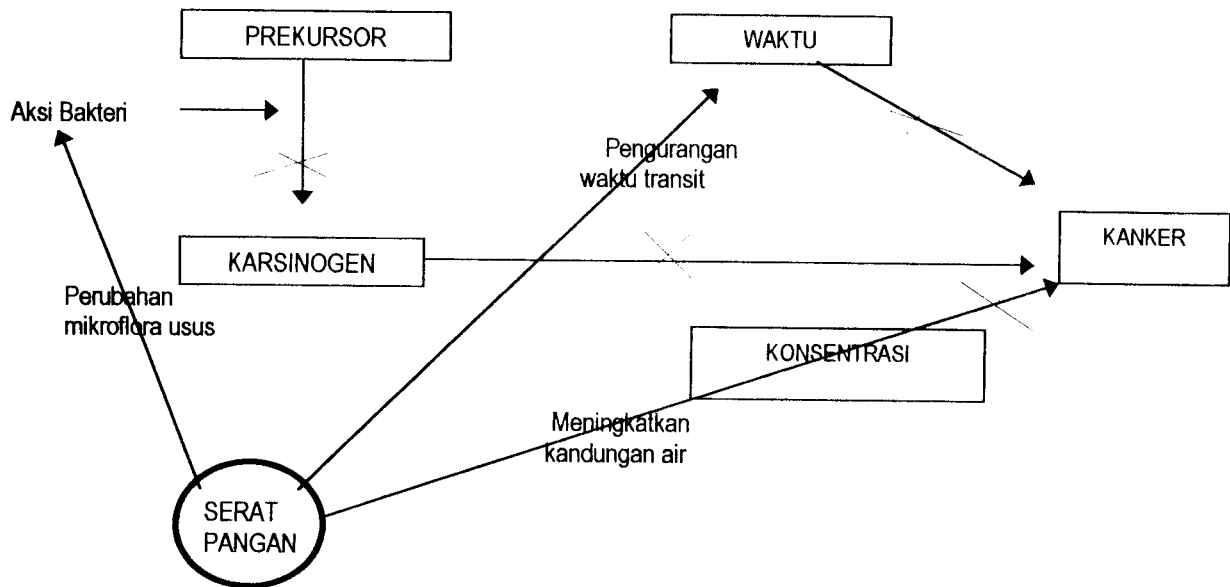 PREKURSOR
WAKTU
Aksi Bakteri
Pengurangan
waktu transit
KANKER
KARSINOGEN
Perubahan
mikroflora usus
KONSENTRASI
Meningkatkan
kandungan air
SERAT
PANGAN